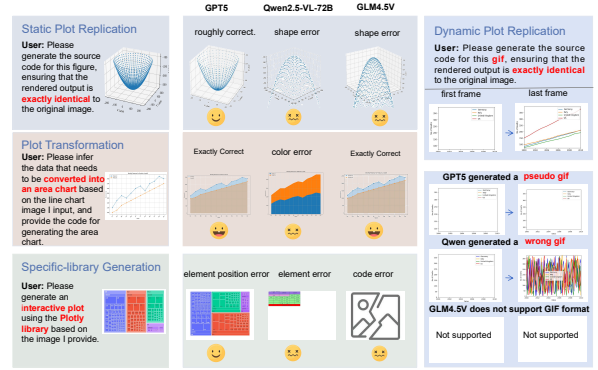 GPT5
Qwen2.5-VL-72B
GLM4.5V
Static Plot Replication
User: Please
generate the source
code for this figure,
ensuring that the
rendered output is
exactly identical to
the original image.
roughly correct.
shape error
shape error
Plot Transformation
User: Please infer
the data that needs
to be converted into
an area chart based
on the line chart
image I input, and
provide the code for
generating the area
chart.
Exactly Correct
color error
Exactly Correct
Specific-library Generation
User: Please
generate an
interactive plot
using the Plotly
library based on
the image I provide.
element position error
element error
code error
Dynamic Plot Replication
User: Please generate the source
code for this gif, ensuring that the
rendered output is exactly identical
to the original image.
first frame
last frame
GPT5 generated a pseudo gif
Qwen generated a wrong gif
GLM4.5V does not support GIF format
Not supported
Not supported